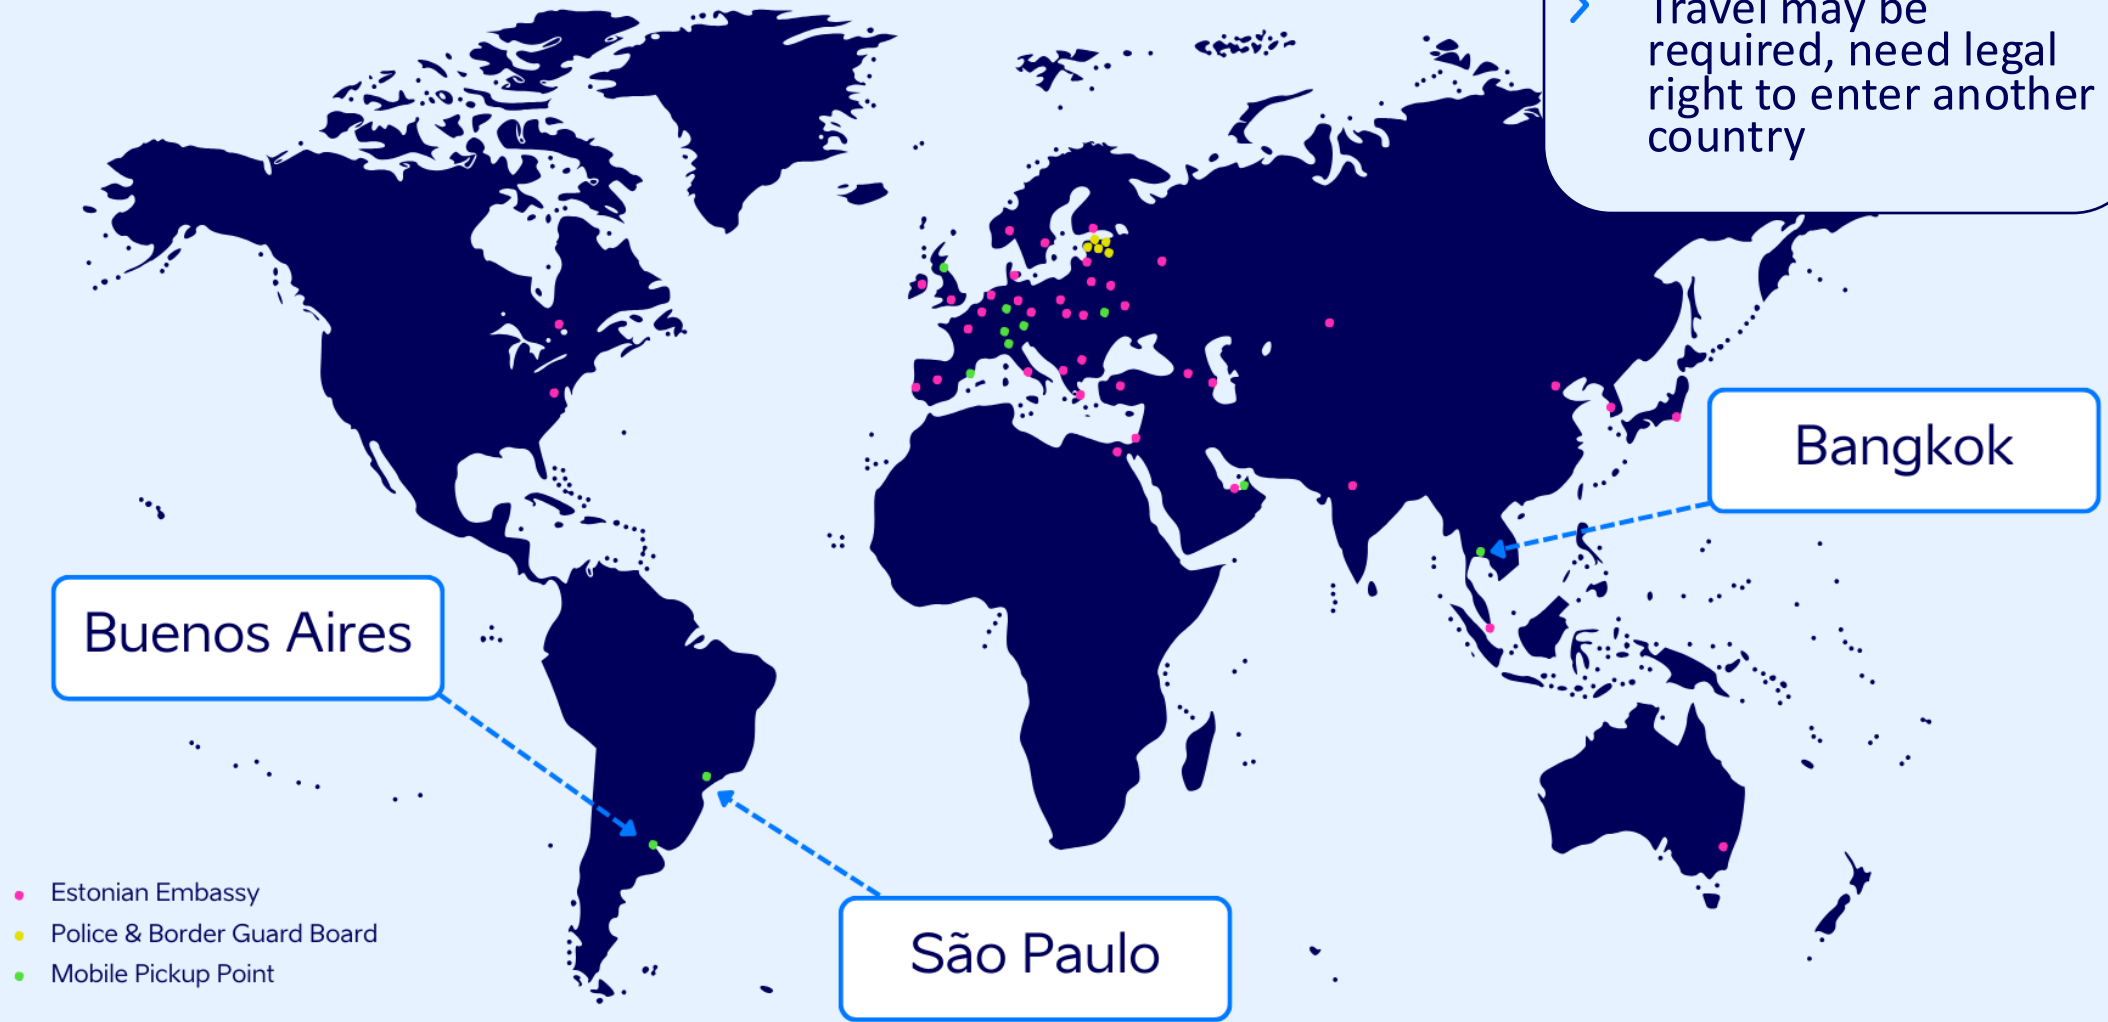 Travel may be
required, need legal
right to enter another
country
Bangkok
Buenos Aires
São Paulo
Estonian Embassy
Police & Border Guard Board
Mobile Pickup Point